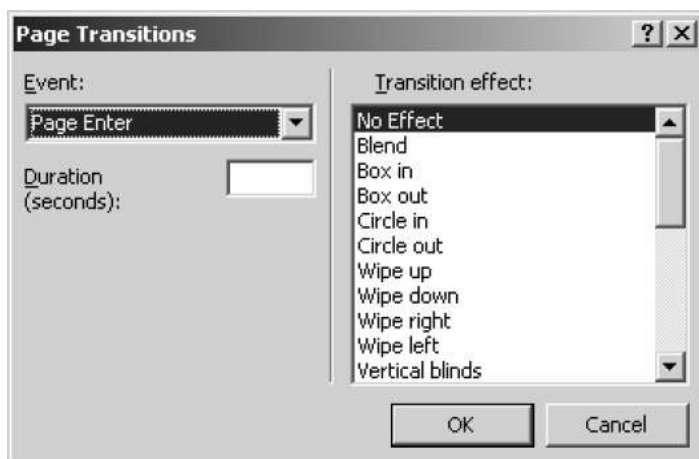 Page Transitions
Event:
Page Enter
Duration
(seconds):
Transition effect:
No Effect
Blend
Box in
Box out
Circle in
Circle out
Wipe up
Wipe down
Wipe right
Wipe left
Vertical blinds
OK
Cancel